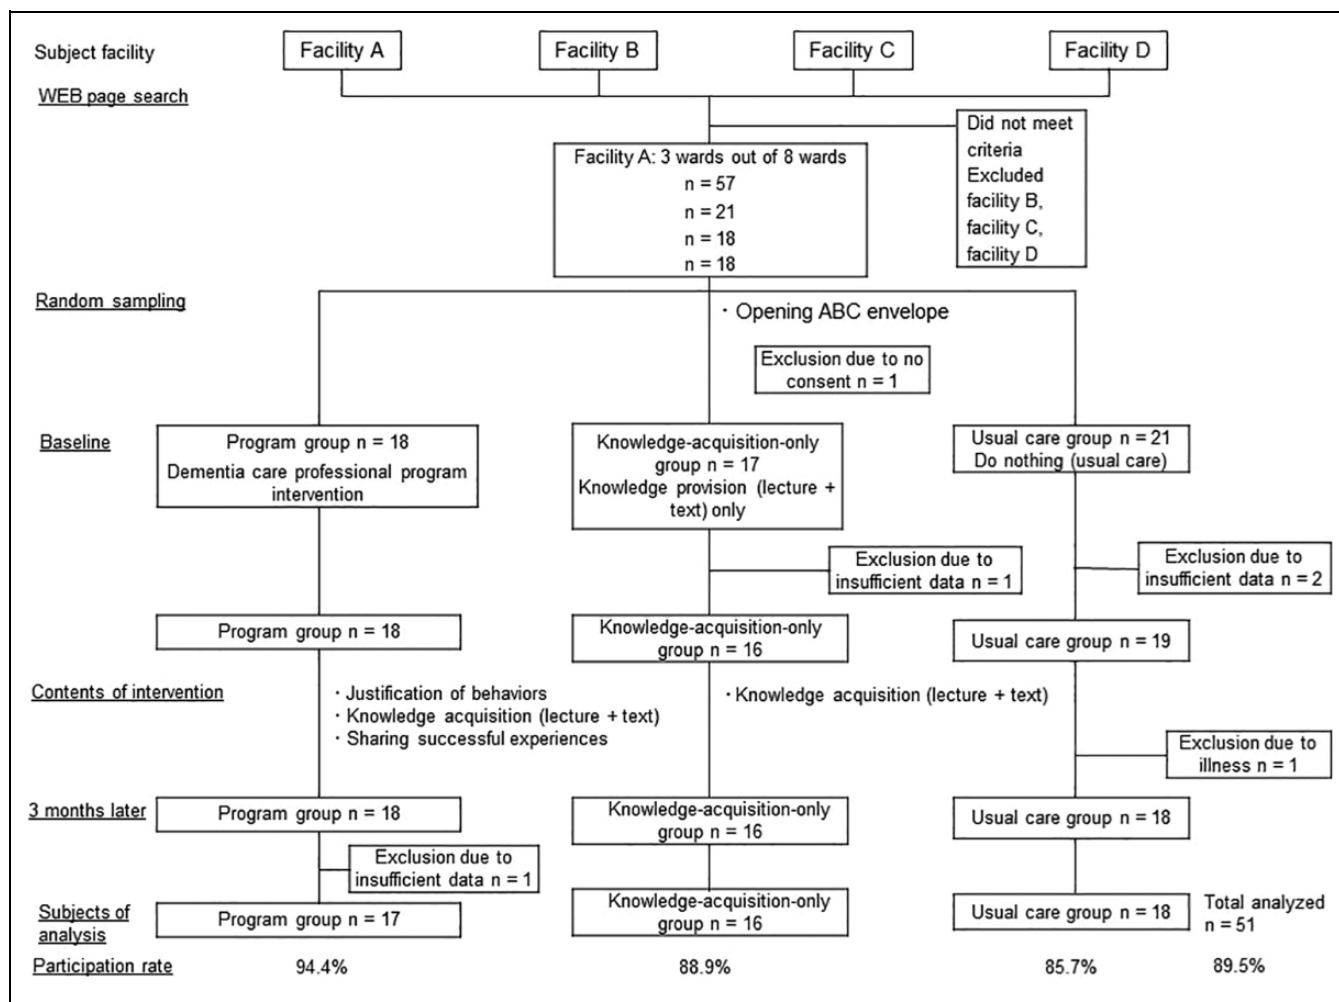 Subject facility
Facility A
Facility B
Facility C
Facility D
WEB page search
Did not meet
criteria
Excluded
facility B,
facility C,
facility D
Facility A: 3 wards out of 8 wards
n = 57
n = 21
n = 18
n = 18
Random sampling
· Opening ABC envelope
Exclusion due to no
consent n = 1
Baseline
Program group n = 18
Dementia care professional program
intervention
Knowledge-acquisition-only
group n = 17
Knowledge provision (lecture +
text) only
Usual care group n = 21
Do nothing (usual care)
Exclusion due to
insufficient data n = 1
Exclusion due to
insufficient data n = 2
Program group n = 18
Knowledge-acquisition-only
group n = 16
Usual care group n = 19
Contents of intervention
· Justification of behaviors
· Knowledge acquisition (lecture + text)
· Sharing successful experiences
· Knowledge acquisition (lecture + text)
Exclusion due to
illness n = 1
3 months later
Program group n = 18
Knowledge-acquisition-only
group n = 16
Usual care group n = 18
Exclusion due to
insufficient data n = 1
Subjects of
analysis
Program group n = 17
Knowledge-acquisition-only
group n = 16
Usual care group n = 18
Total analyzed
n = 51
Participation rate
94.4%
88.9%
85.7%
89.5%